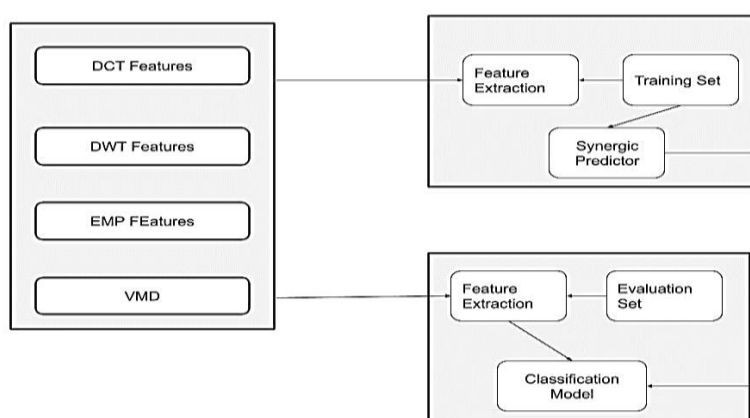 DCT Features
DWT Features
EMP FEatures
VMD
Feature
Extraction
Training Set
Synergic
Predictor
Feature
Extraction
Evaluation
Set
Classification
Model